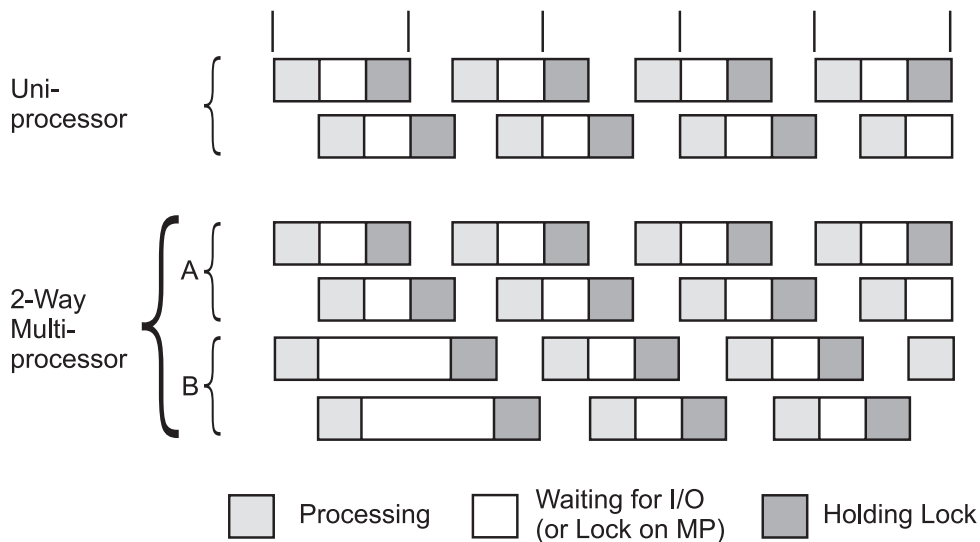 Uni-
processor
2-Way
Multi-
processor
A
B
Processing
Waiting for I/O
(or Lock on MP)
Holding Lock